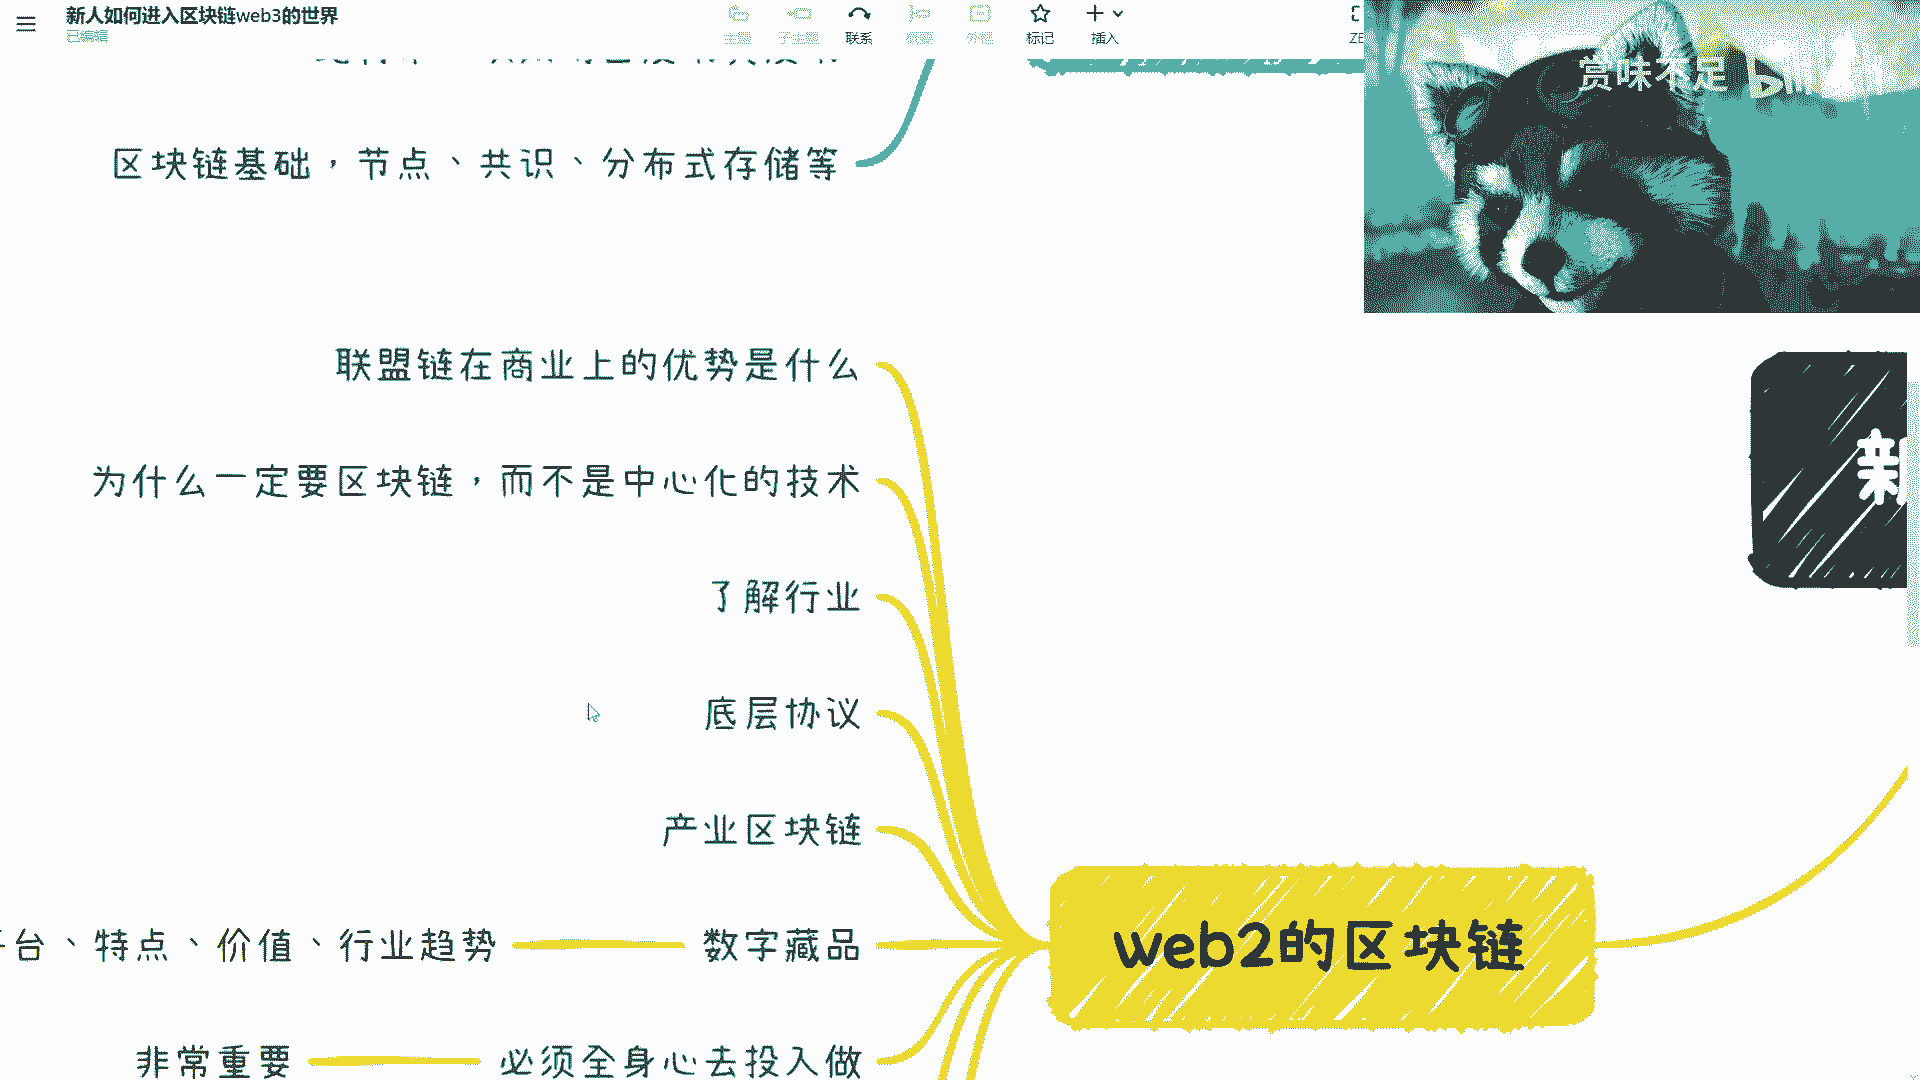 新人如何进入区块链web3的世界
已编辑
主题
子主题
联系
概要
外框
标记
插入
ZE
赏味不足
bilibili
区块链基础，节点、共识、分布式存储等
联盟链在商业上的优势是什么
为什么一定要区块链，而不是中心化的技术
了解行业
底层协议
产业区块链
台、特点、价值、行业趋势
数字藏品
web2的区块链
非常重要
必须全身心去投入做
新